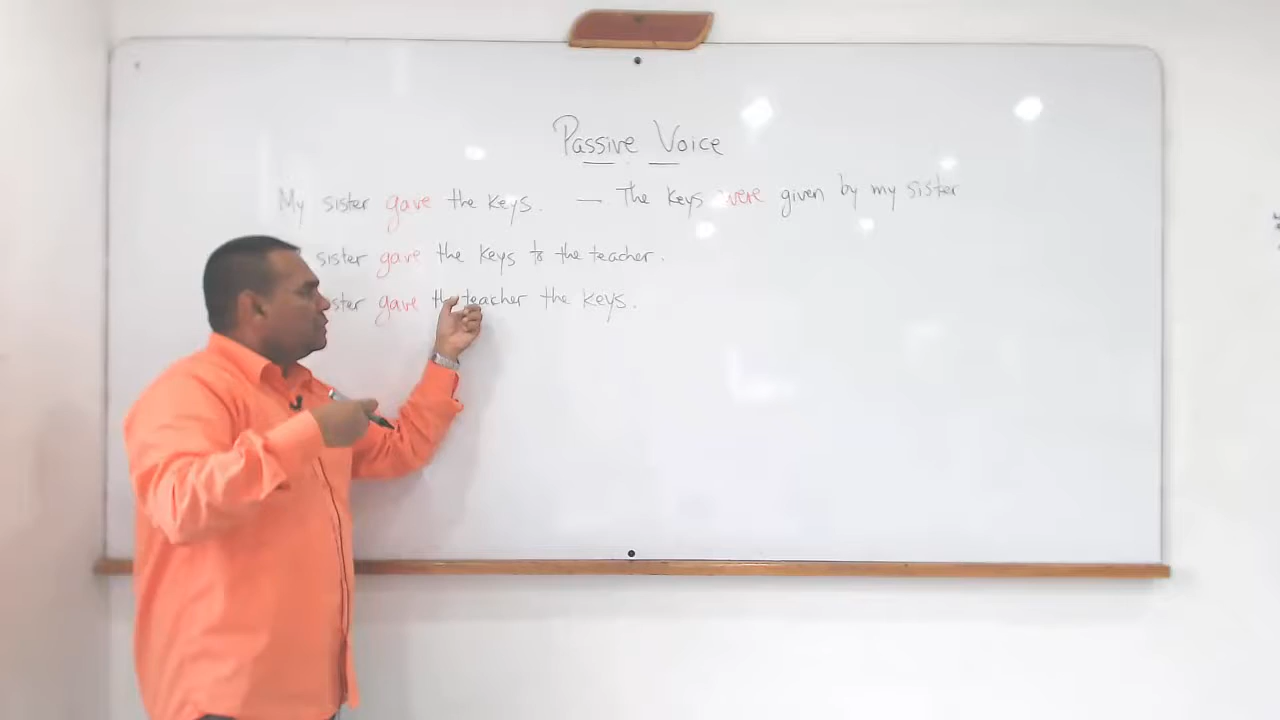 Passive Voice
My sister gave the keys. — The keys were given by my sister
sister gave the keys to the teacher.
gave the teacher the keys.